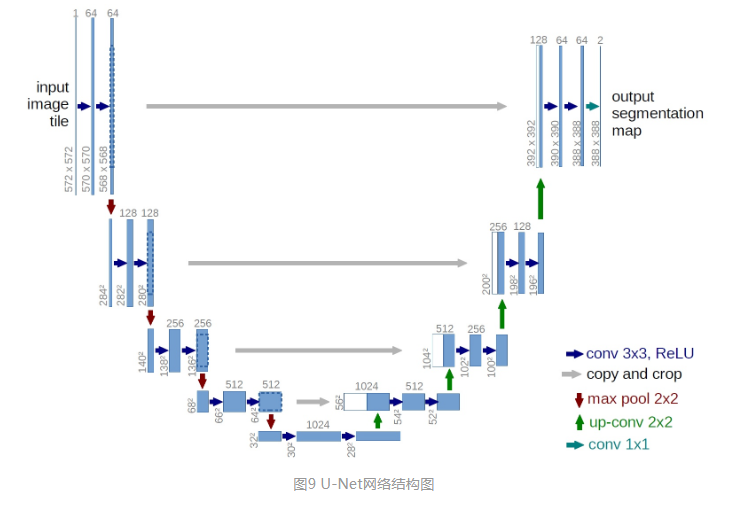 1 64 64
128 64 64 2
input
image
tile
output
segmentation
map
572 x 572
570 x 570
568 x 568
392 x 392
390 x 390
388 x 388
388 x 388
128 128
256 128
284²
282²
280²
200²
198²
196²
256 256
512 256
140²
138²
136²
104²
102²
100²
512 512
1024 512
68²
66²
64²
56²
54²
52²
1024
32²
30²
28²
conv 3x3, ReLU
copy and crop
max pool 2x2
up-conv 2x2
conv 1x1
图9 U-Net网络结构图